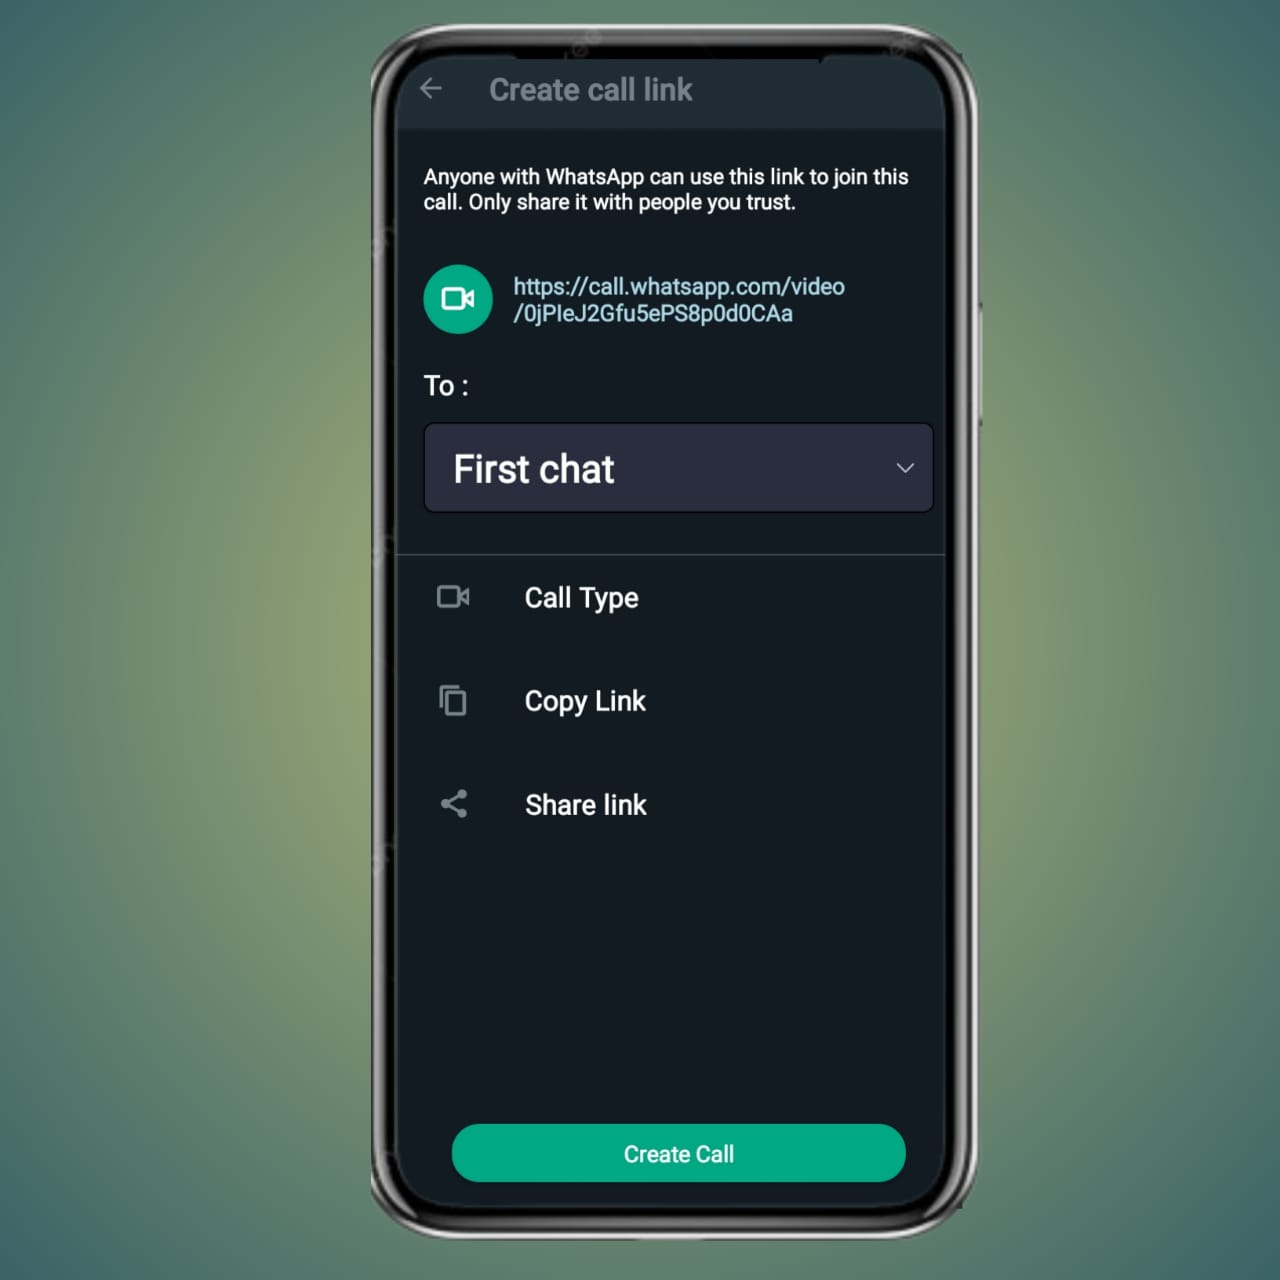 Create call link
Anyone with WhatsApp can use this link to join this
call. Only share it with people you trust.
https://call.whatsapp.com/video
/0jPIeJ2Gfu5ePS8p0d0CAa
To :
First chat
Call Type
Copy Link
Share link
Create Call